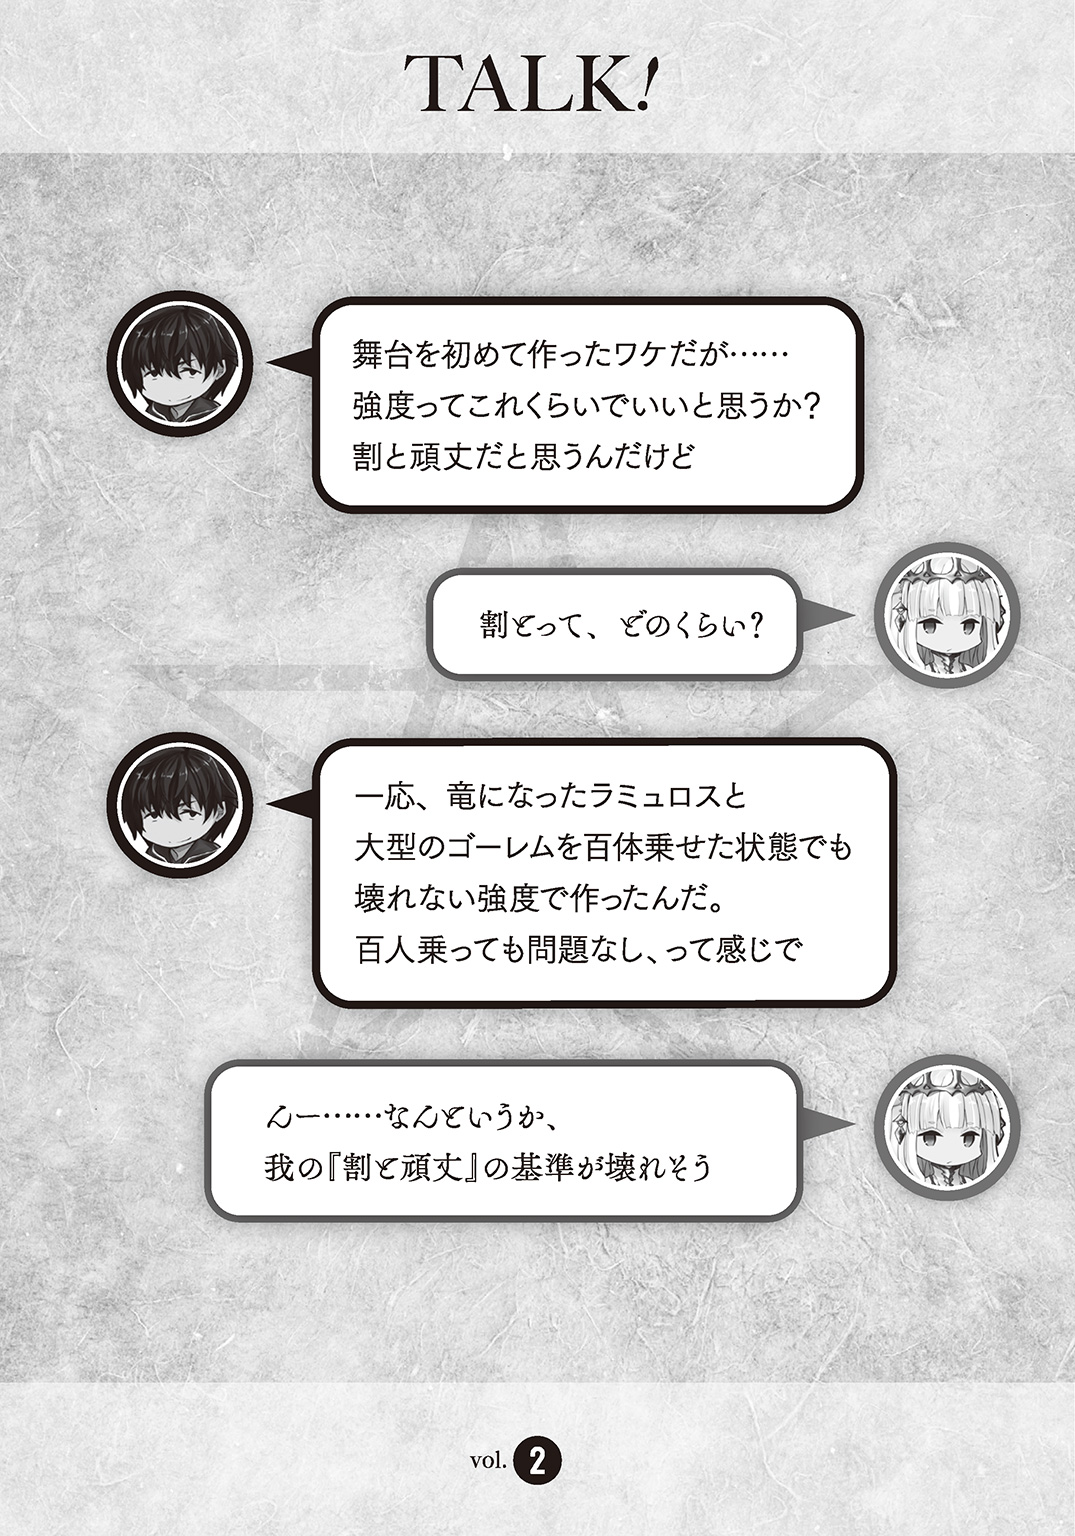 TALK!
舞台を初めて作ったワケだが……
強度ってこれくらいでいいと思うか？
割と頑丈だと思うんだけど
割とって、どのくらい？
一応、竜になったラミュロスと
大型のゴーレムを百体乗せた状態でも
壊れない強度で作ったんだ。
百人乗っても問題なし、って感じで
んー……なんというか、
我の『割と頑丈』の基準が壊れそう
vol. 2